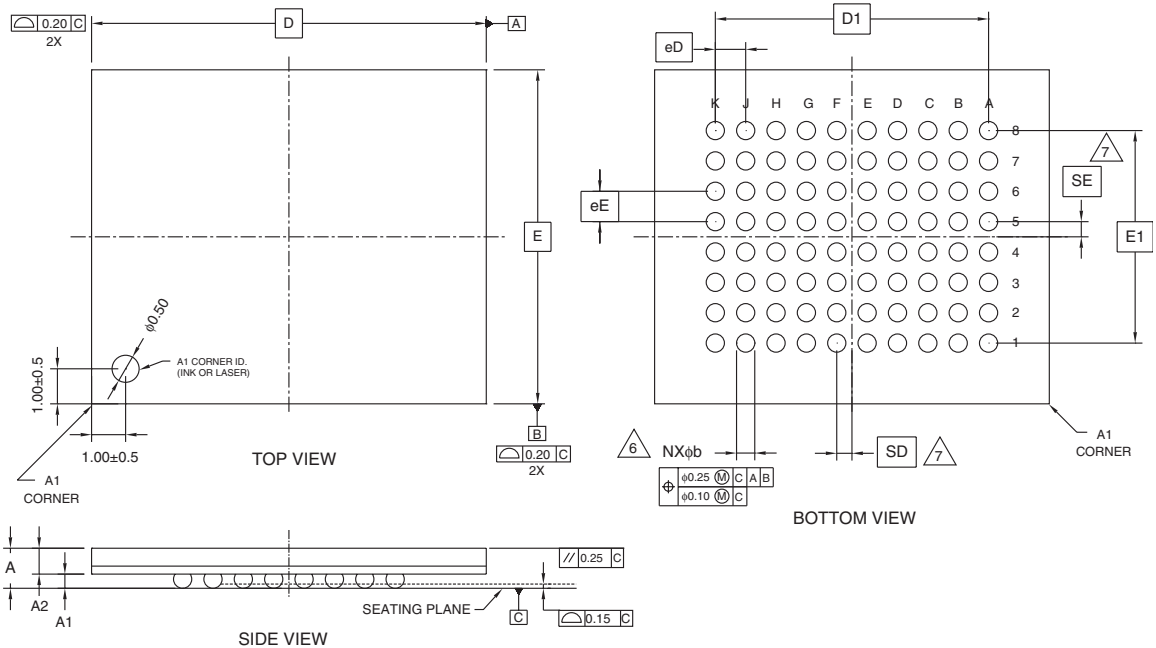 ⌓ 0.20 C
2X
D
A
E
φ0.50
A1 CORNER ID.
(INK OR LASER)
1.00±0.5
1.00±0.5
B
⌓ 0.20 C
2X
TOP VIEW
A1
CORNER
D1
eD
K J H G F E D C B A
8
7
6
5
4
3
2
1
7
SE
eE
E1
6
NXφb
⌖ φ0.25 Ⓜ C A B
φ0.10 Ⓜ C
SD
7
A1
CORNER
BOTTOM VIEW
A
A2
A1
// 0.25 C
SEATING PLANE
C
⌓ 0.15 C
SIDE VIEW